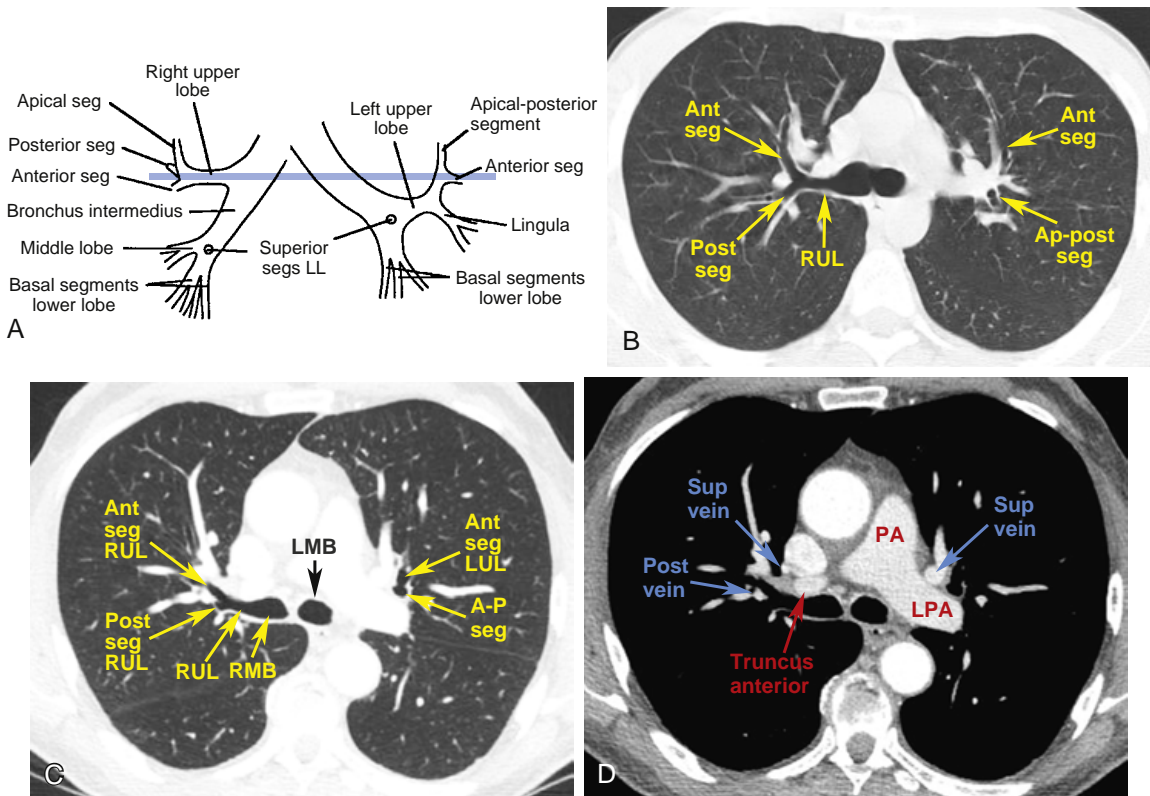 Right upper
lobe
Apical seg
Posterior seg
Anterior seg
Bronchus intermedius
Middle lobe
Basal segments
lower lobe
Left upper
lobe
Apical-posterior
segment
Anterior seg
Lingula
Superior
segs LL
Basal segments
lower lobe
A
Ant
seg
Post
seg
RUL
Ant
seg
Ap-post
seg
B
Ant
seg
RUL
Post
seg
RUL
RUL
RMB
LMB
Ant
seg
LUL
A-P
seg
C
Sup
vein
Post
vein
Truncus
anterior
PA
LPA
Sup
vein
D